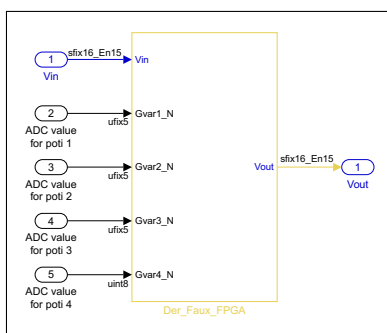 sfix16_En15
1
Vin
Vin
2
ADC value
for poti 1
ufix5
Gvar1_N
3
ADC value
for poti 2
ufix5
Gvar2_N
Vout
sfix16_En15
1
Vout
4
ADC value
for poti 3
ufix5
Gvar3_N
5
ADC value
for poti 4
uint8
Gvar4_N
Der_Faux_FPGA